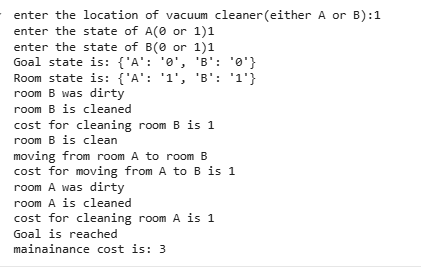 enter the location of vacuum cleaner(either A or B):1
enter the state of A(0 or 1)1
enter the state of B(0 or 1)1
Goal state is: {'A': '0', 'B': '0'}
Room state is: {'A': '1', 'B': '1'}
room B was dirty
room B is cleaned
cost for cleaning room B is 1
room B is clean
moving from room A to room B
cost for moving from A to B is 1
room A was dirty
room A is cleaned
cost for cleaning room A is 1
Goal is reached
mainainance cost is: 3